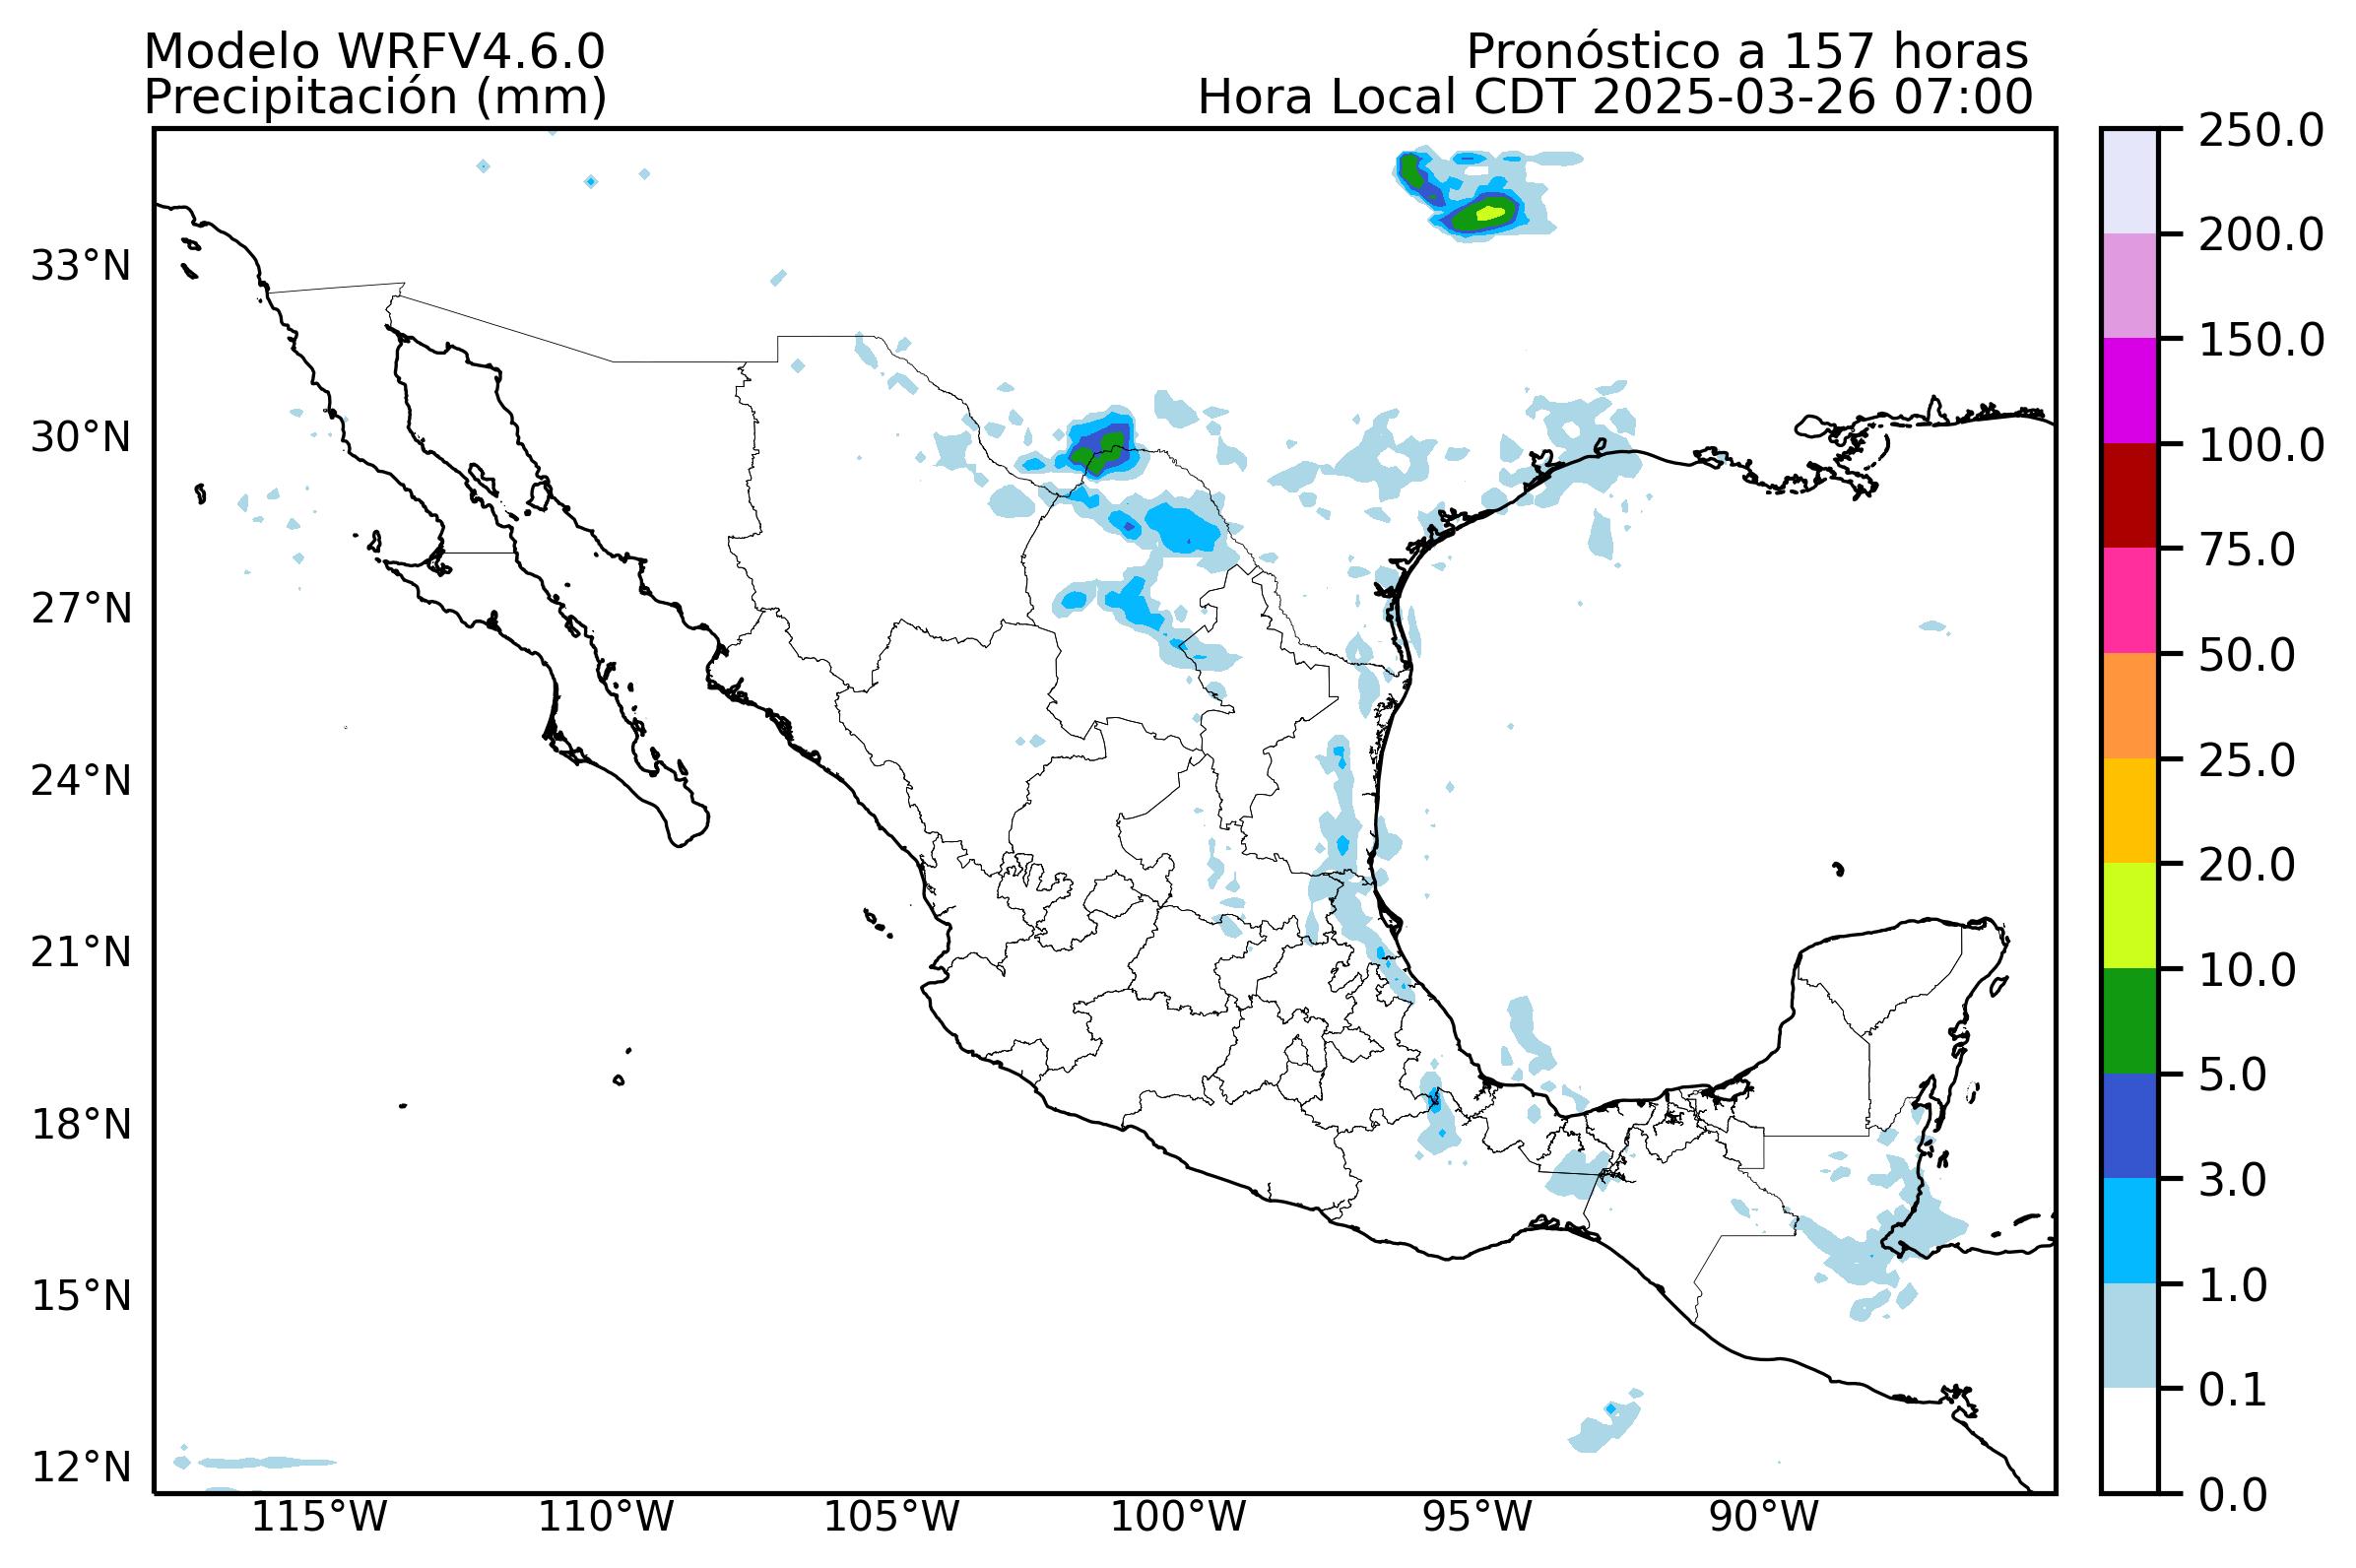 Modelo WRFV4.6.0
Precipitación (mm)
Pronóstico a 157 horas
Hora Local CDT 2025-03-26 07:00
33°N
30°N
27°N
24°N
21°N
18°N
15°N
12°N
115°W
110°W
105°W
100°W
95°W
90°W
250.0
200.0
150.0
100.0
75.0
50.0
25.0
20.0
10.0
5.0
3.0
1.0
0.1
0.0